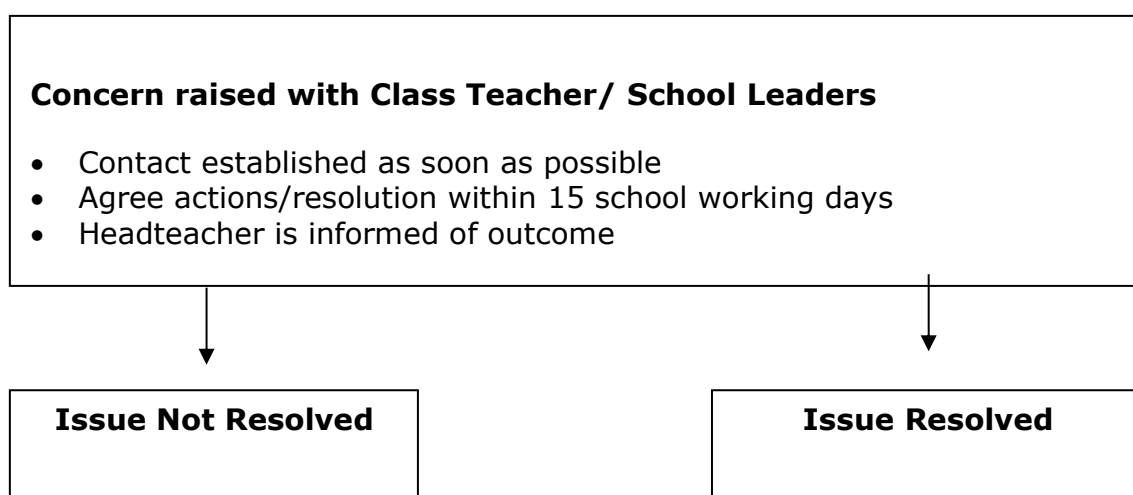 Concern raised with Class Teacher/ School Leaders
• Contact established as soon as possible
• Agree actions/resolution within 15 school working days
• Headteacher is informed of outcome
Issue Not Resolved
Issue Resolved